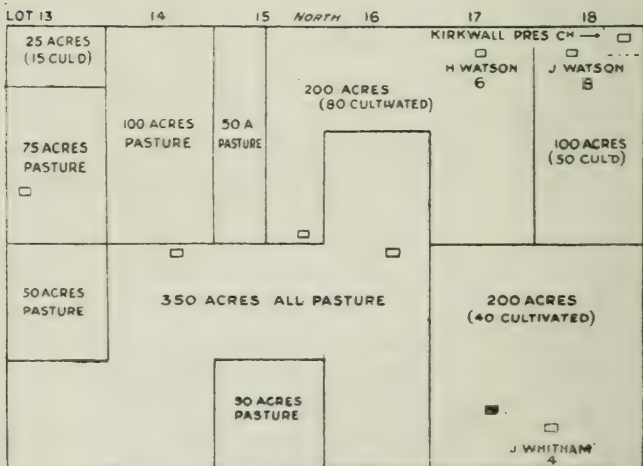 LOT 13 14 15 NORTH 16 17 18
KIRKWALL PRES CH →
25 ACRES
(15 CUL'D)
H WATSON
6
J WATSON
8
200 ACRES
(80 CULTIVATED)
100 ACRES
PASTURE
50 A
PASTURE
75 ACRES
PASTURE
100 ACRES
(50 CUL'D)
50 ACRES
PASTURE
350 ACRES ALL PASTURE
200 ACRES
(40 CULTIVATED)
50 ACRES
PASTURE
J WHITHAM
4